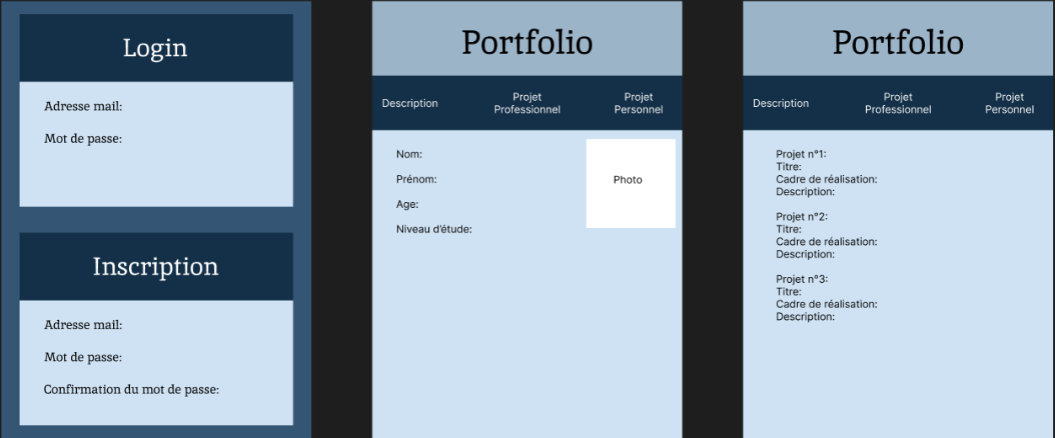 Login
Adresse mail:
Mot de passe:
Inscription
Adresse mail:
Mot de passe:
Confirmation du mot de passe:
Portfolio
Description
Projet
Professionnel
Projet
Personnel
Nom:
Prénom:
Age:
Niveau d'étude:
Photo
Portfolio
Description
Projet
Professionnel
Projet
Personnel
Projet n°1:
Titre:
Cadre de réalisation:
Description:
Projet n°2:
Titre:
Cadre de réalisation:
Description:
Projet n°3:
Titre:
Cadre de réalisation:
Description: